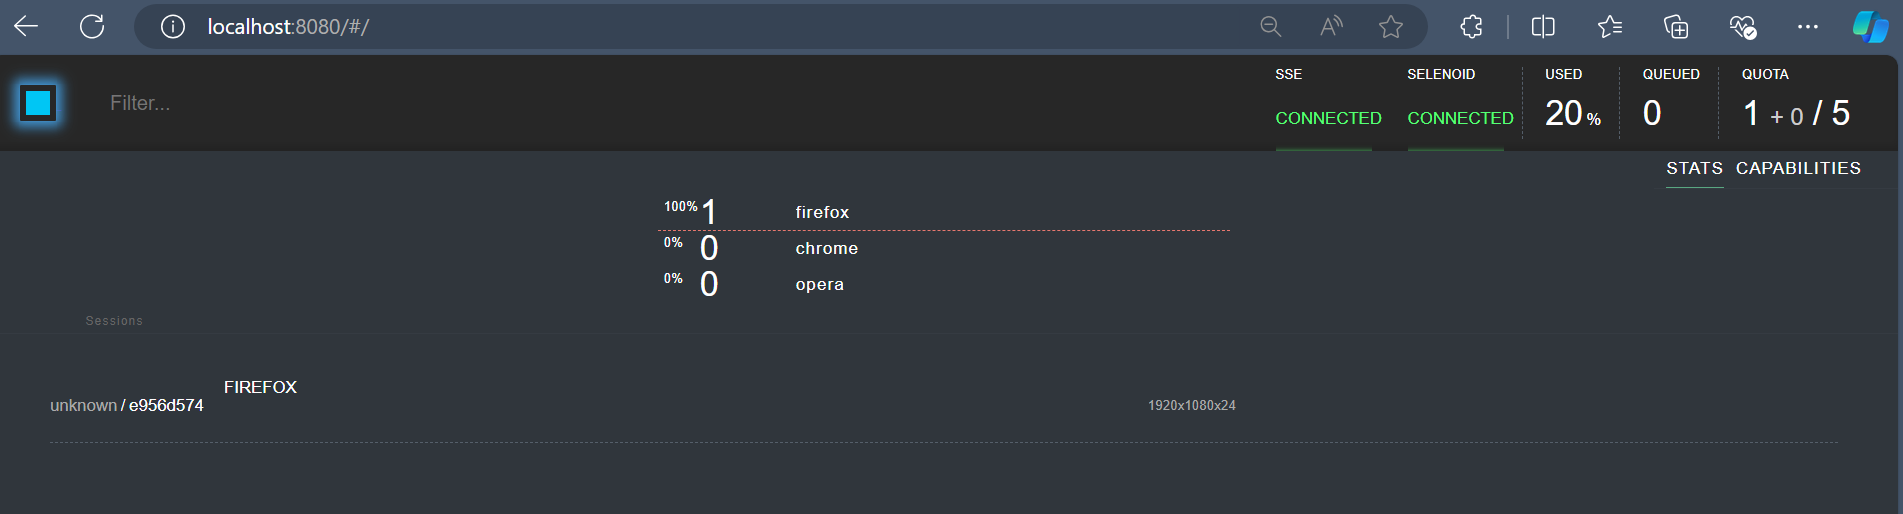 localhost:8080/#/
Filter...
SSE
CONNECTED
SELENOID
CONNECTED
USED
20 %
QUEUED
0
QUOTA
1 + 0 / 5
STATS CAPABILITIES
100% 1 firefox
0% 0 chrome
0% 0 opera
Sessions
FIREFOX
unknown / e956d574
1920x1080x24